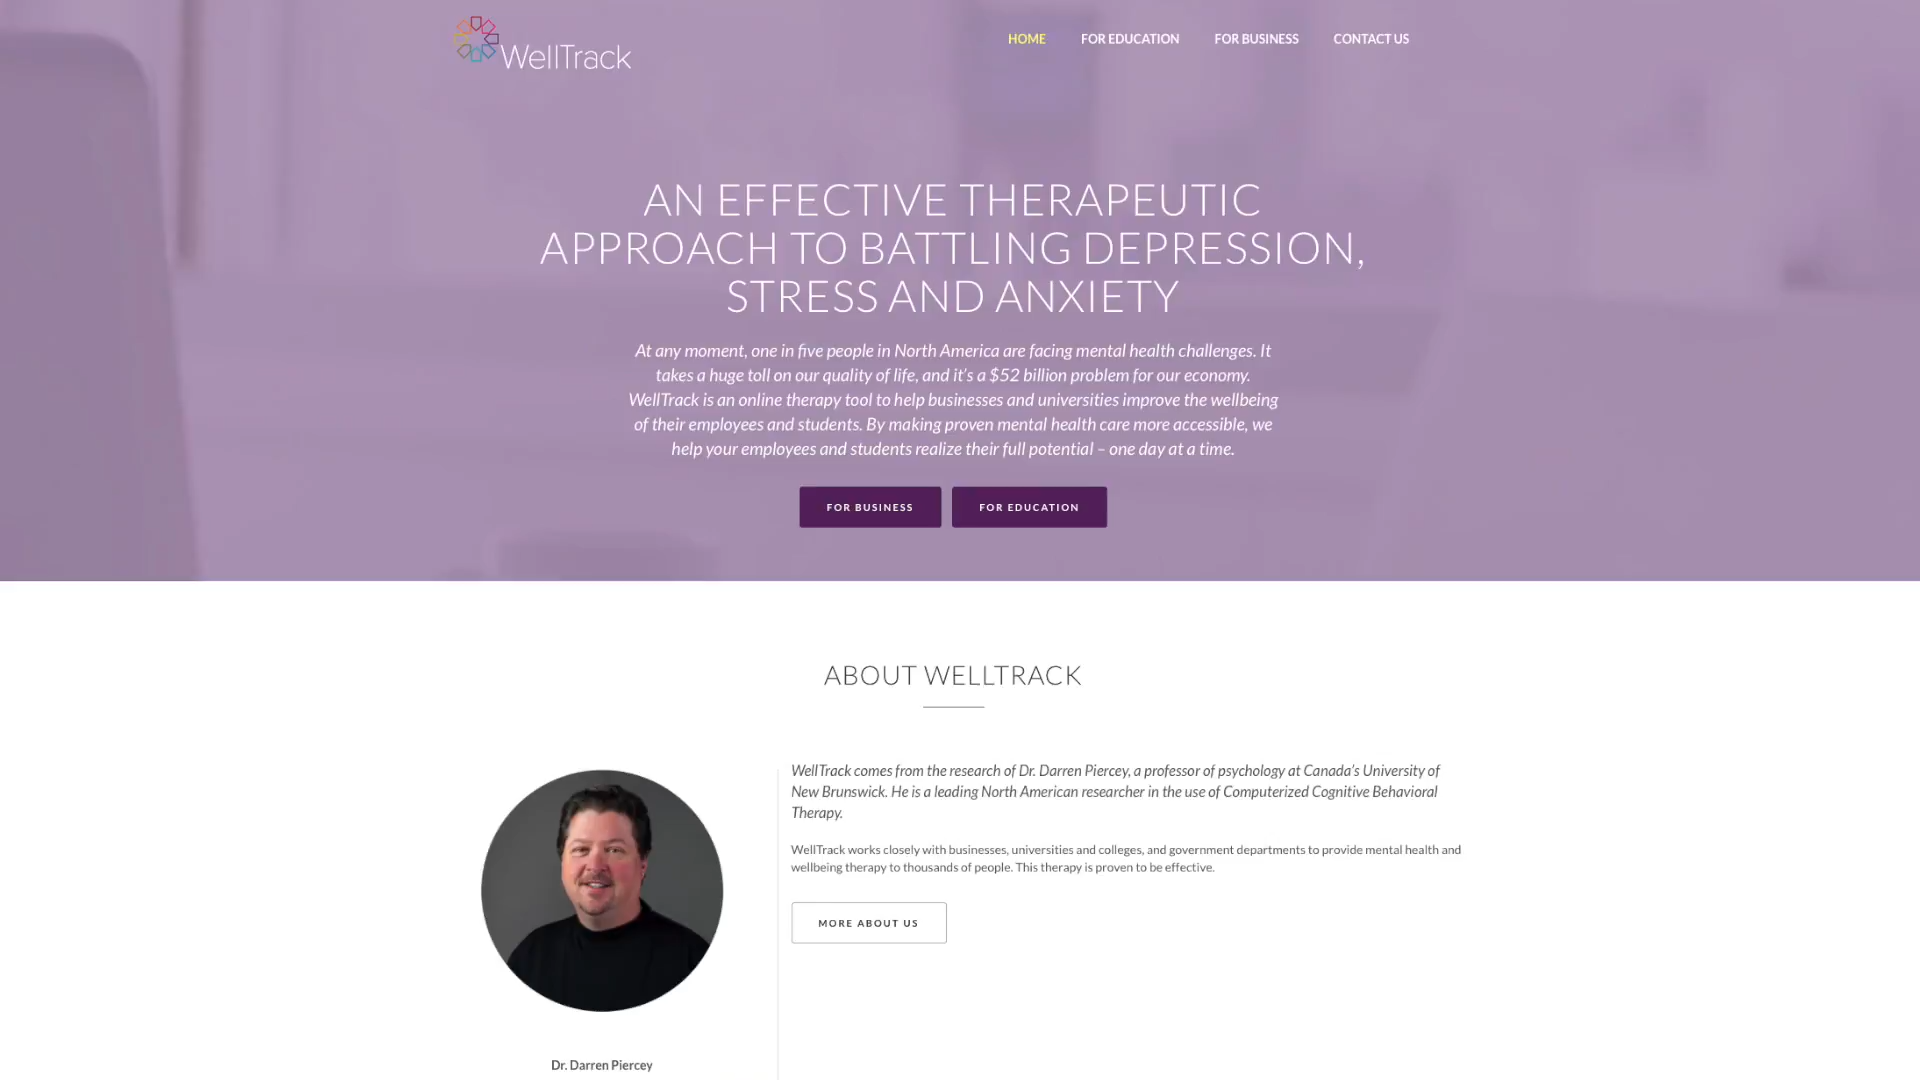 WellTrack
HOME FOR EDUCATION FOR BUSINESS CONTACT US
AN EFFECTIVE THERAPEUTIC
APPROACH TO BATTLING DEPRESSION,
STRESS AND ANXIETY
At any moment, one in five people in North America are facing mental health challenges. It
takes a huge toll on our quality of life, and it's a $52 billion problem for our economy.
WellTrack is an online therapy tool to help businesses and universities improve the wellbeing
of their employees and students. By making proven mental health care more accessible, we
help your employees and students realize their full potential – one day at a time.
FOR BUSINESS FOR EDUCATION
ABOUT WELLTRACK
WellTrack comes from the research of Dr. Darren Piercey, a professor of psychology at Canada's University of
New Brunswick. He is a leading North American researcher in the use of Computerized Cognitive Behavioral
Therapy.
WellTrack works closely with businesses, universities and colleges, and government departments to provide mental health and
wellbeing therapy to thousands of people. This therapy is proven to be effective.
MORE ABOUT US
Dr. Darren Piercey